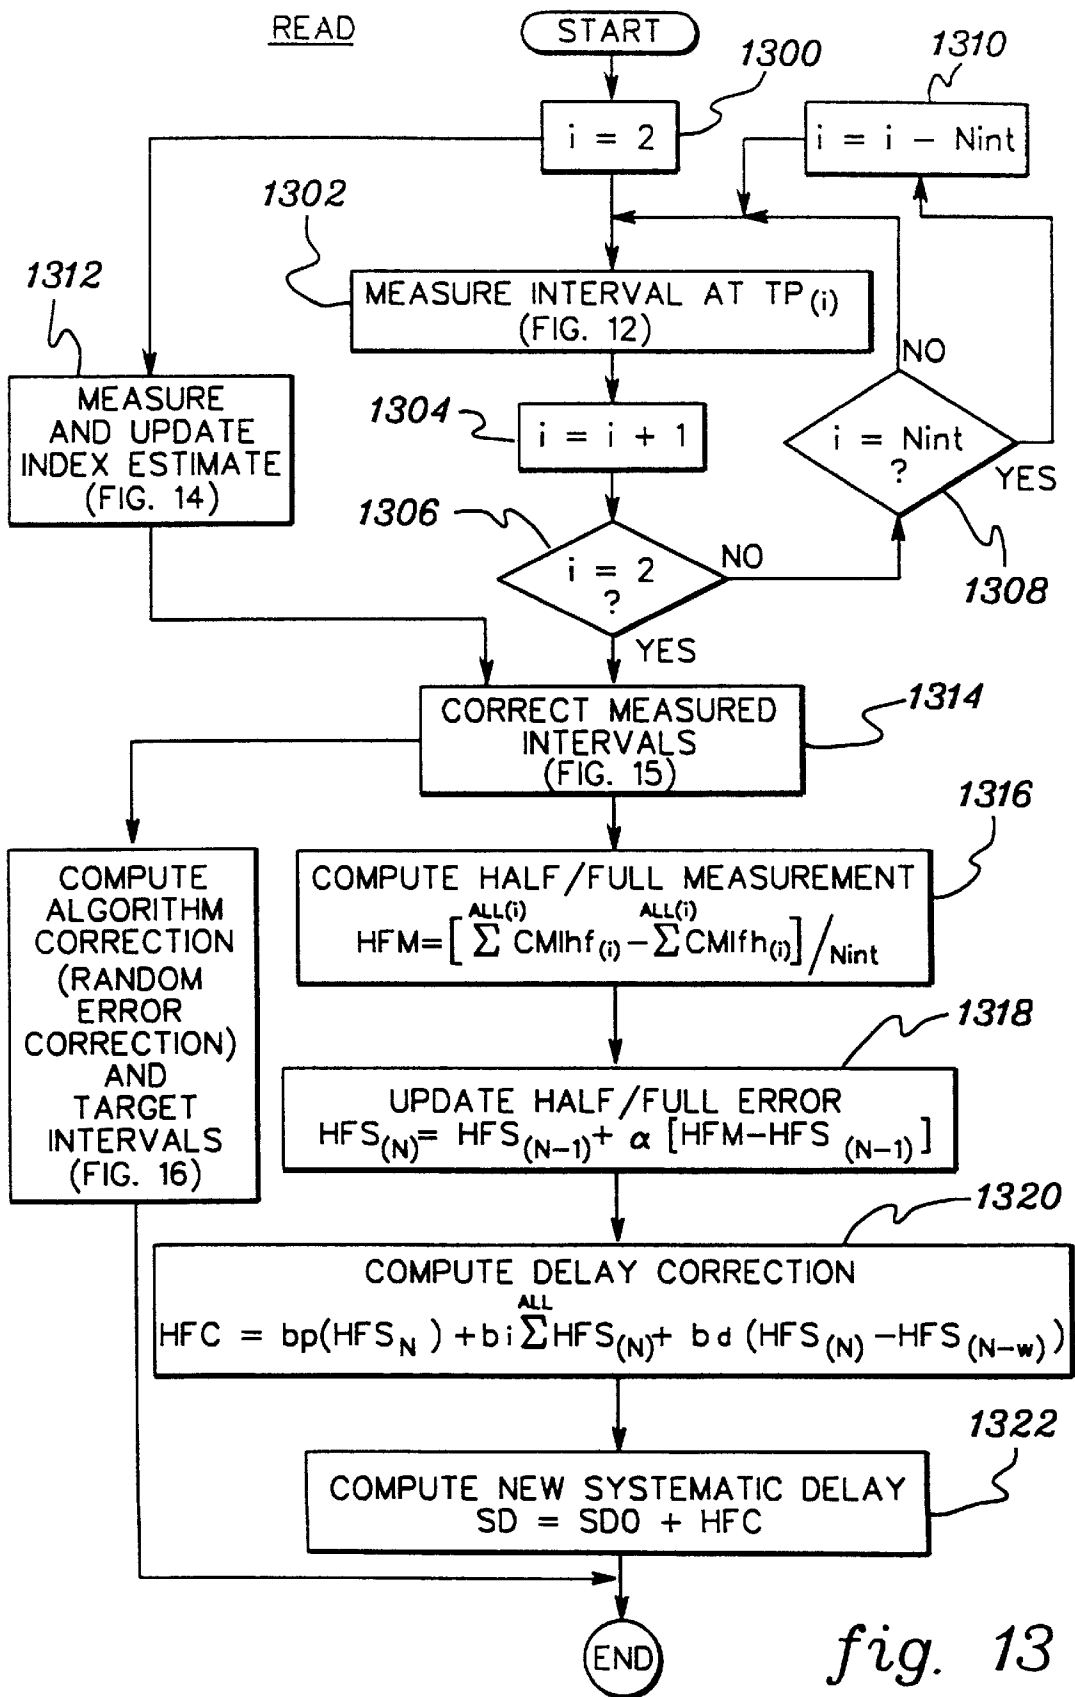 READ
START
1300
i = 2
1310
i = i - Nint
1302
MEASURE INTERVAL AT TP(i)
(FIG. 12)
1312
MEASURE
AND UPDATE
INDEX ESTIMATE
(FIG. 14)
1304
i = i + 1
NO
i = Nint
?
YES
1308
1306
i = 2
?
NO
YES
CORRECT MEASURED
INTERVALS
(FIG. 15)
1314
1316
COMPUTE HALF/FULL MEASUREMENT
ALL(i) ALL(i)
HFM=[∑ CMIhf(i)-∑ CMIfh(i)]/Nint
COMPUTE
ALGORITHM
CORRECTION
(RANDOM
ERROR
CORRECTION)
AND
TARGET
INTERVALS
(FIG. 16)
1318
UPDATE HALF/FULL ERROR
HFS(N)= HFS(N-1)+ α [HFM-HFS (N-1)]
1320
COMPUTE DELAY CORRECTION
ALL
HFC = bp(HFSN) +bi∑HFS(N)+ bd (HFS(N) -HFS(N-w))
1322
COMPUTE NEW SYSTEMATIC DELAY
SD = SD0 + HFC
END
fig. 13